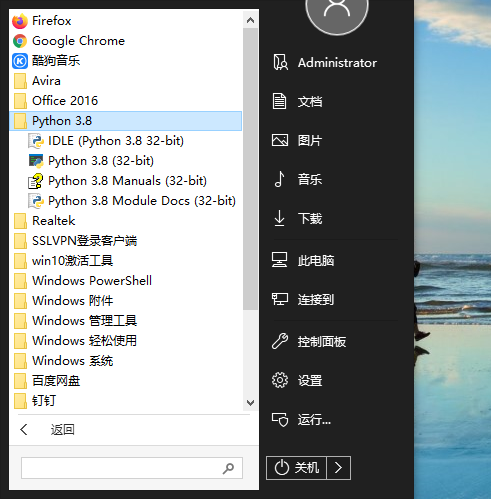 Firefox
Google Chrome
酷狗音乐
Avira
Office 2016
Python 3.8
IDLE (Python 3.8 32-bit)
Python 3.8 (32-bit)
Python 3.8 Manuals (32-bit)
Python 3.8 Module Docs (32-bit)
Realtek
SSLVPN登录客户端
win10激活工具
Windows PowerShell
Windows 附件
Windows 管理工具
Windows 轻松使用
Windows 系统
百度网盘
钉钉
返回
Administrator
文档
图片
音乐
下载
此电脑
连接到
控制面板
设置
运行...
关机